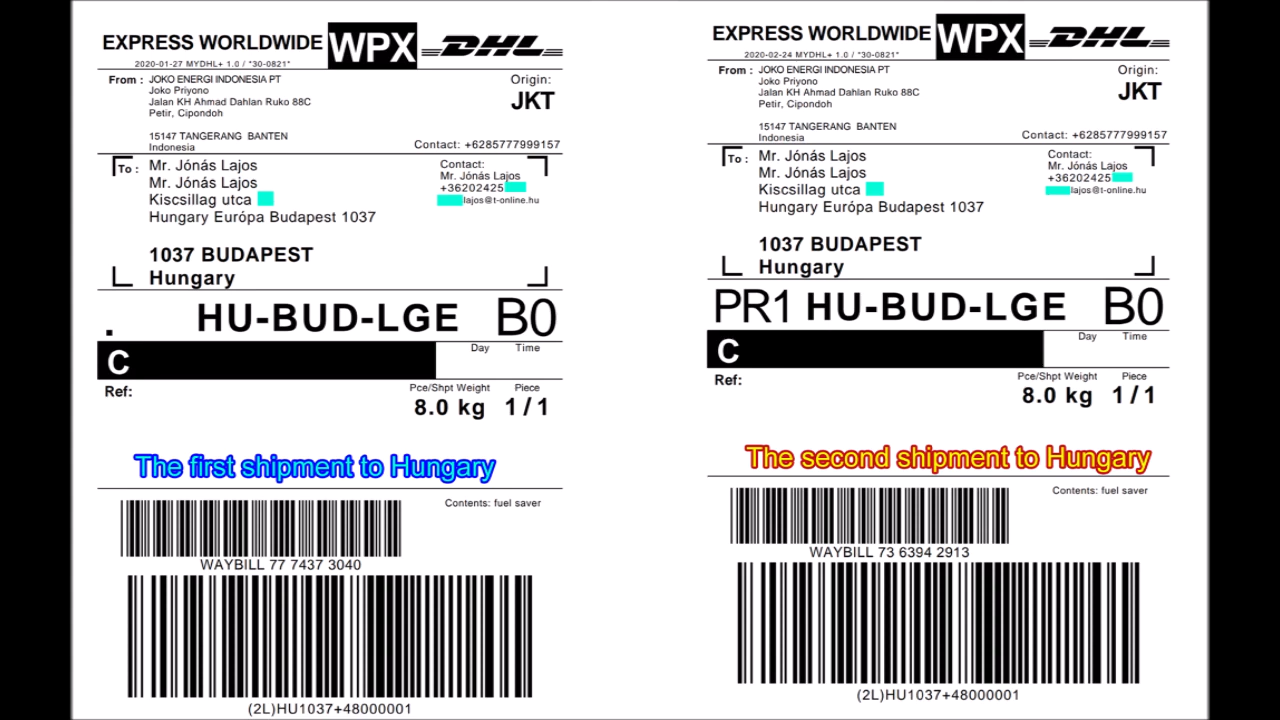 EXPRESS WORLDWIDE WPX DHL
2020-01-27 MYDHL+ 1.0 / *30-0821*
From : JOKO ENERGI INDONESIA PT
Joko Priyono
Jalan KH Ahmad Dahlan Ruko 88C
Petir, Cipondoh
15147 TANGERANG BANTEN
Indonesia
Origin:
JKT
Contact: +6285777999157
To : Mr. Jónás Lajos
Mr. Jónás Lajos
Kiscsillag utca
Hungary Európa Budapest 1037
1037 BUDAPEST
Hungary
Contact:
Mr. Jónás Lajos
+36202425
lajos@t-online.hu
. HU-BUD-LGE B0
C
Day Time
Ref:
Pce/Shpt Weight Piece
8.0 kg 1 / 1
The first shipment to Hungary
Contents: fuel saver
WAYBILL 77 7437 3040
(2L)HU1037+48000001
EXPRESS WORLDWIDE WPX DHL
2020-02-24 MYDHL+ 1.0 / *30-0821*
From : JOKO ENERGI INDONESIA PT
Joko Priyono
Jalan KH Ahmad Dahlan Ruko 88C
Petir, Cipondoh
15147 TANGERANG BANTEN
Indonesia
Origin:
JKT
Contact: +6285777999157
To : Mr. Jónás Lajos
Mr. Jónás Lajos
Kiscsillag utca
Hungary Európa Budapest 1037
1037 BUDAPEST
Hungary
Contact:
Mr. Jónás Lajos
+36202425
lajos@t-online.hu
PR1 HU-BUD-LGE B0
C
Day Time
Ref:
Pce/Shpt Weight Piece
8.0 kg 1 / 1
The second shipment to Hungary
Contents: fuel saver
WAYBILL 73 6394 2913
(2L)HU1037+48000001